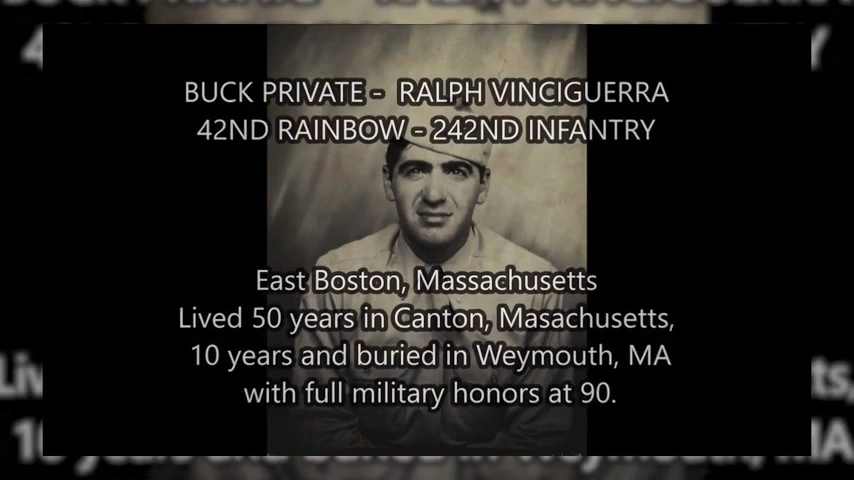 BUCK PRIVATE - RALPH VINCIGUERRA
42ND RAINBOW - 242ND INFANTRY
East Boston, Massachusetts
Lived 50 years in Canton, Masachusetts,
10 years and buried in Weymouth, MA
with full military honors at 90.